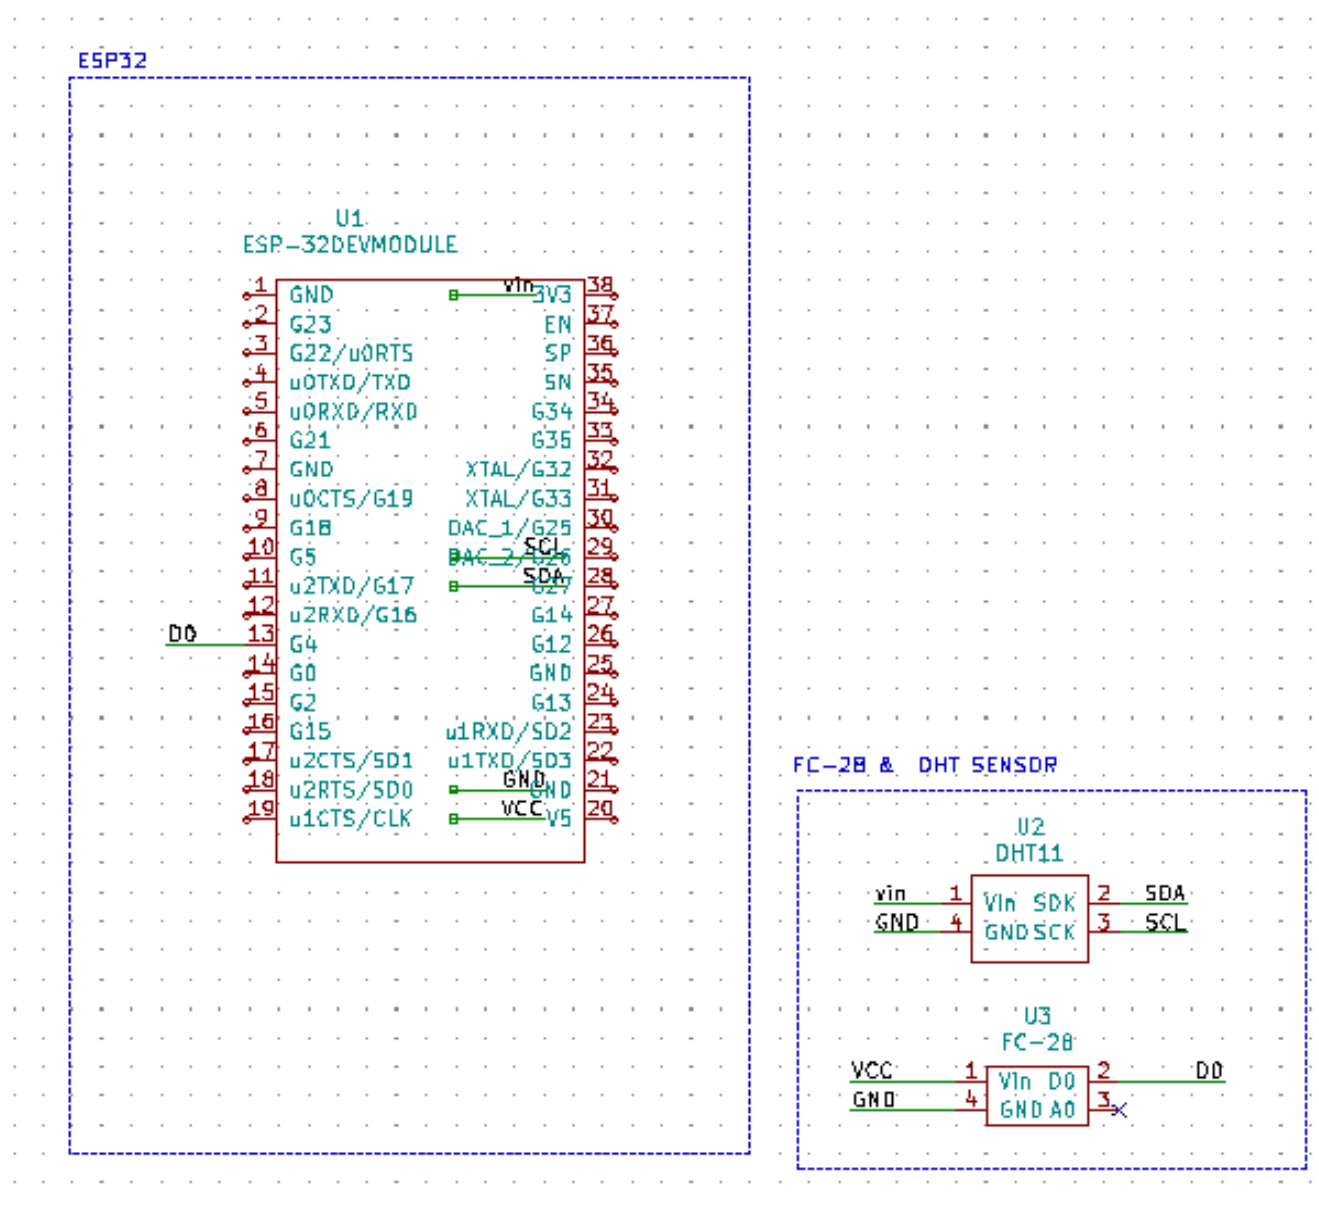 ESP32
U1
ESP-32DEVMODULE
1 GND vin 3V3 38
2 G23 EN 37
3 G22/u0RTS SP 36
4 u0TXD/TXD SN 35
5 u0RXD/RXD G34 34
6 G21 G35 33
7 GND XTAL/G32 32
8 u0CTS/G19 XTAL/G33 31
9 G18 DAC_1/G25 30
10 G5 SCL DAC_2/G26 29
11 u2TXD/G17 SDA G27 28
12 u2RXD/G16 G14 27
D0 13 G4 G12 26
14 G0 GND 25
15 G2 G13 24
16 G15 u1RXD/SD2 23
17 u2CTS/SD1 u1TXD/SD3 22
18 u2RTS/SD0 GND GND 21
19 u1CTS/CLK VCC V5 20
FC-28 & DHT SENSOR
U2
DHT11
vin 1 Vin SDK 2 SDA
GND 4 GND SCK 3 SCL
U3
FC-28
VCC 1 Vin D0 2 D0
GND 4 GND A0 3